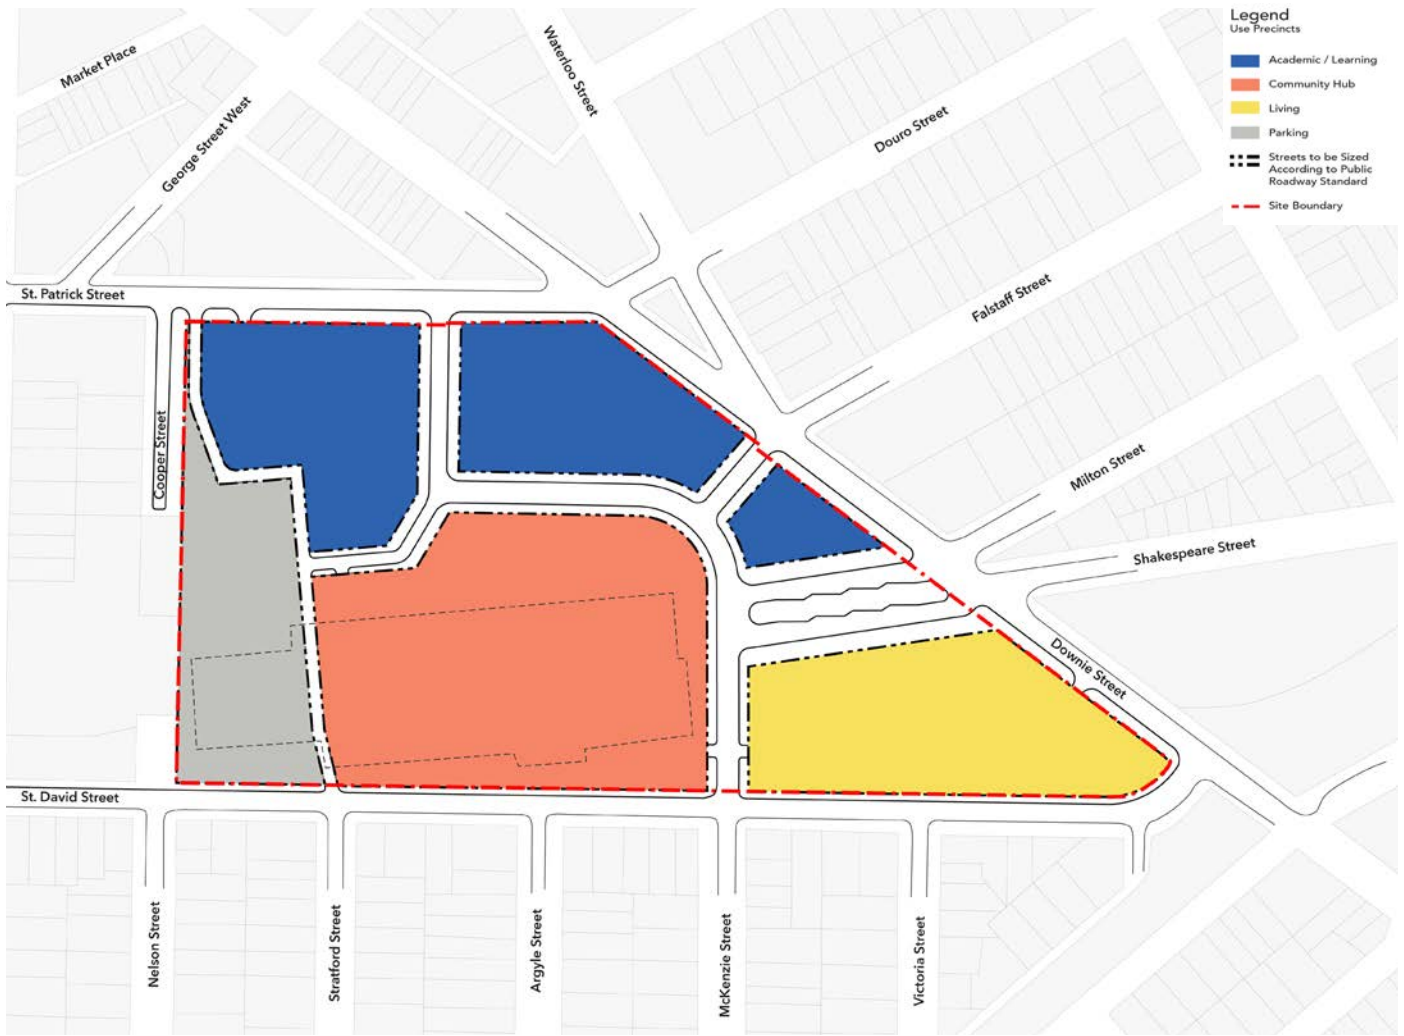 Legend
Use Precincts
Academic / Learning
Community Hub
Living
Parking
Streets to be Sized
According to Public
Roadway Standard
Site Boundary
Market Place
George Street West
Waterloo Street
Douro Street
Falstaff Street
St. Patrick Street
Cooper Street
Milton Street
Shakespeare Street
Downie Street
St. David Street
Nelson Street
Stratford Street
Argyle Street
McKenzie Street
Victoria Street